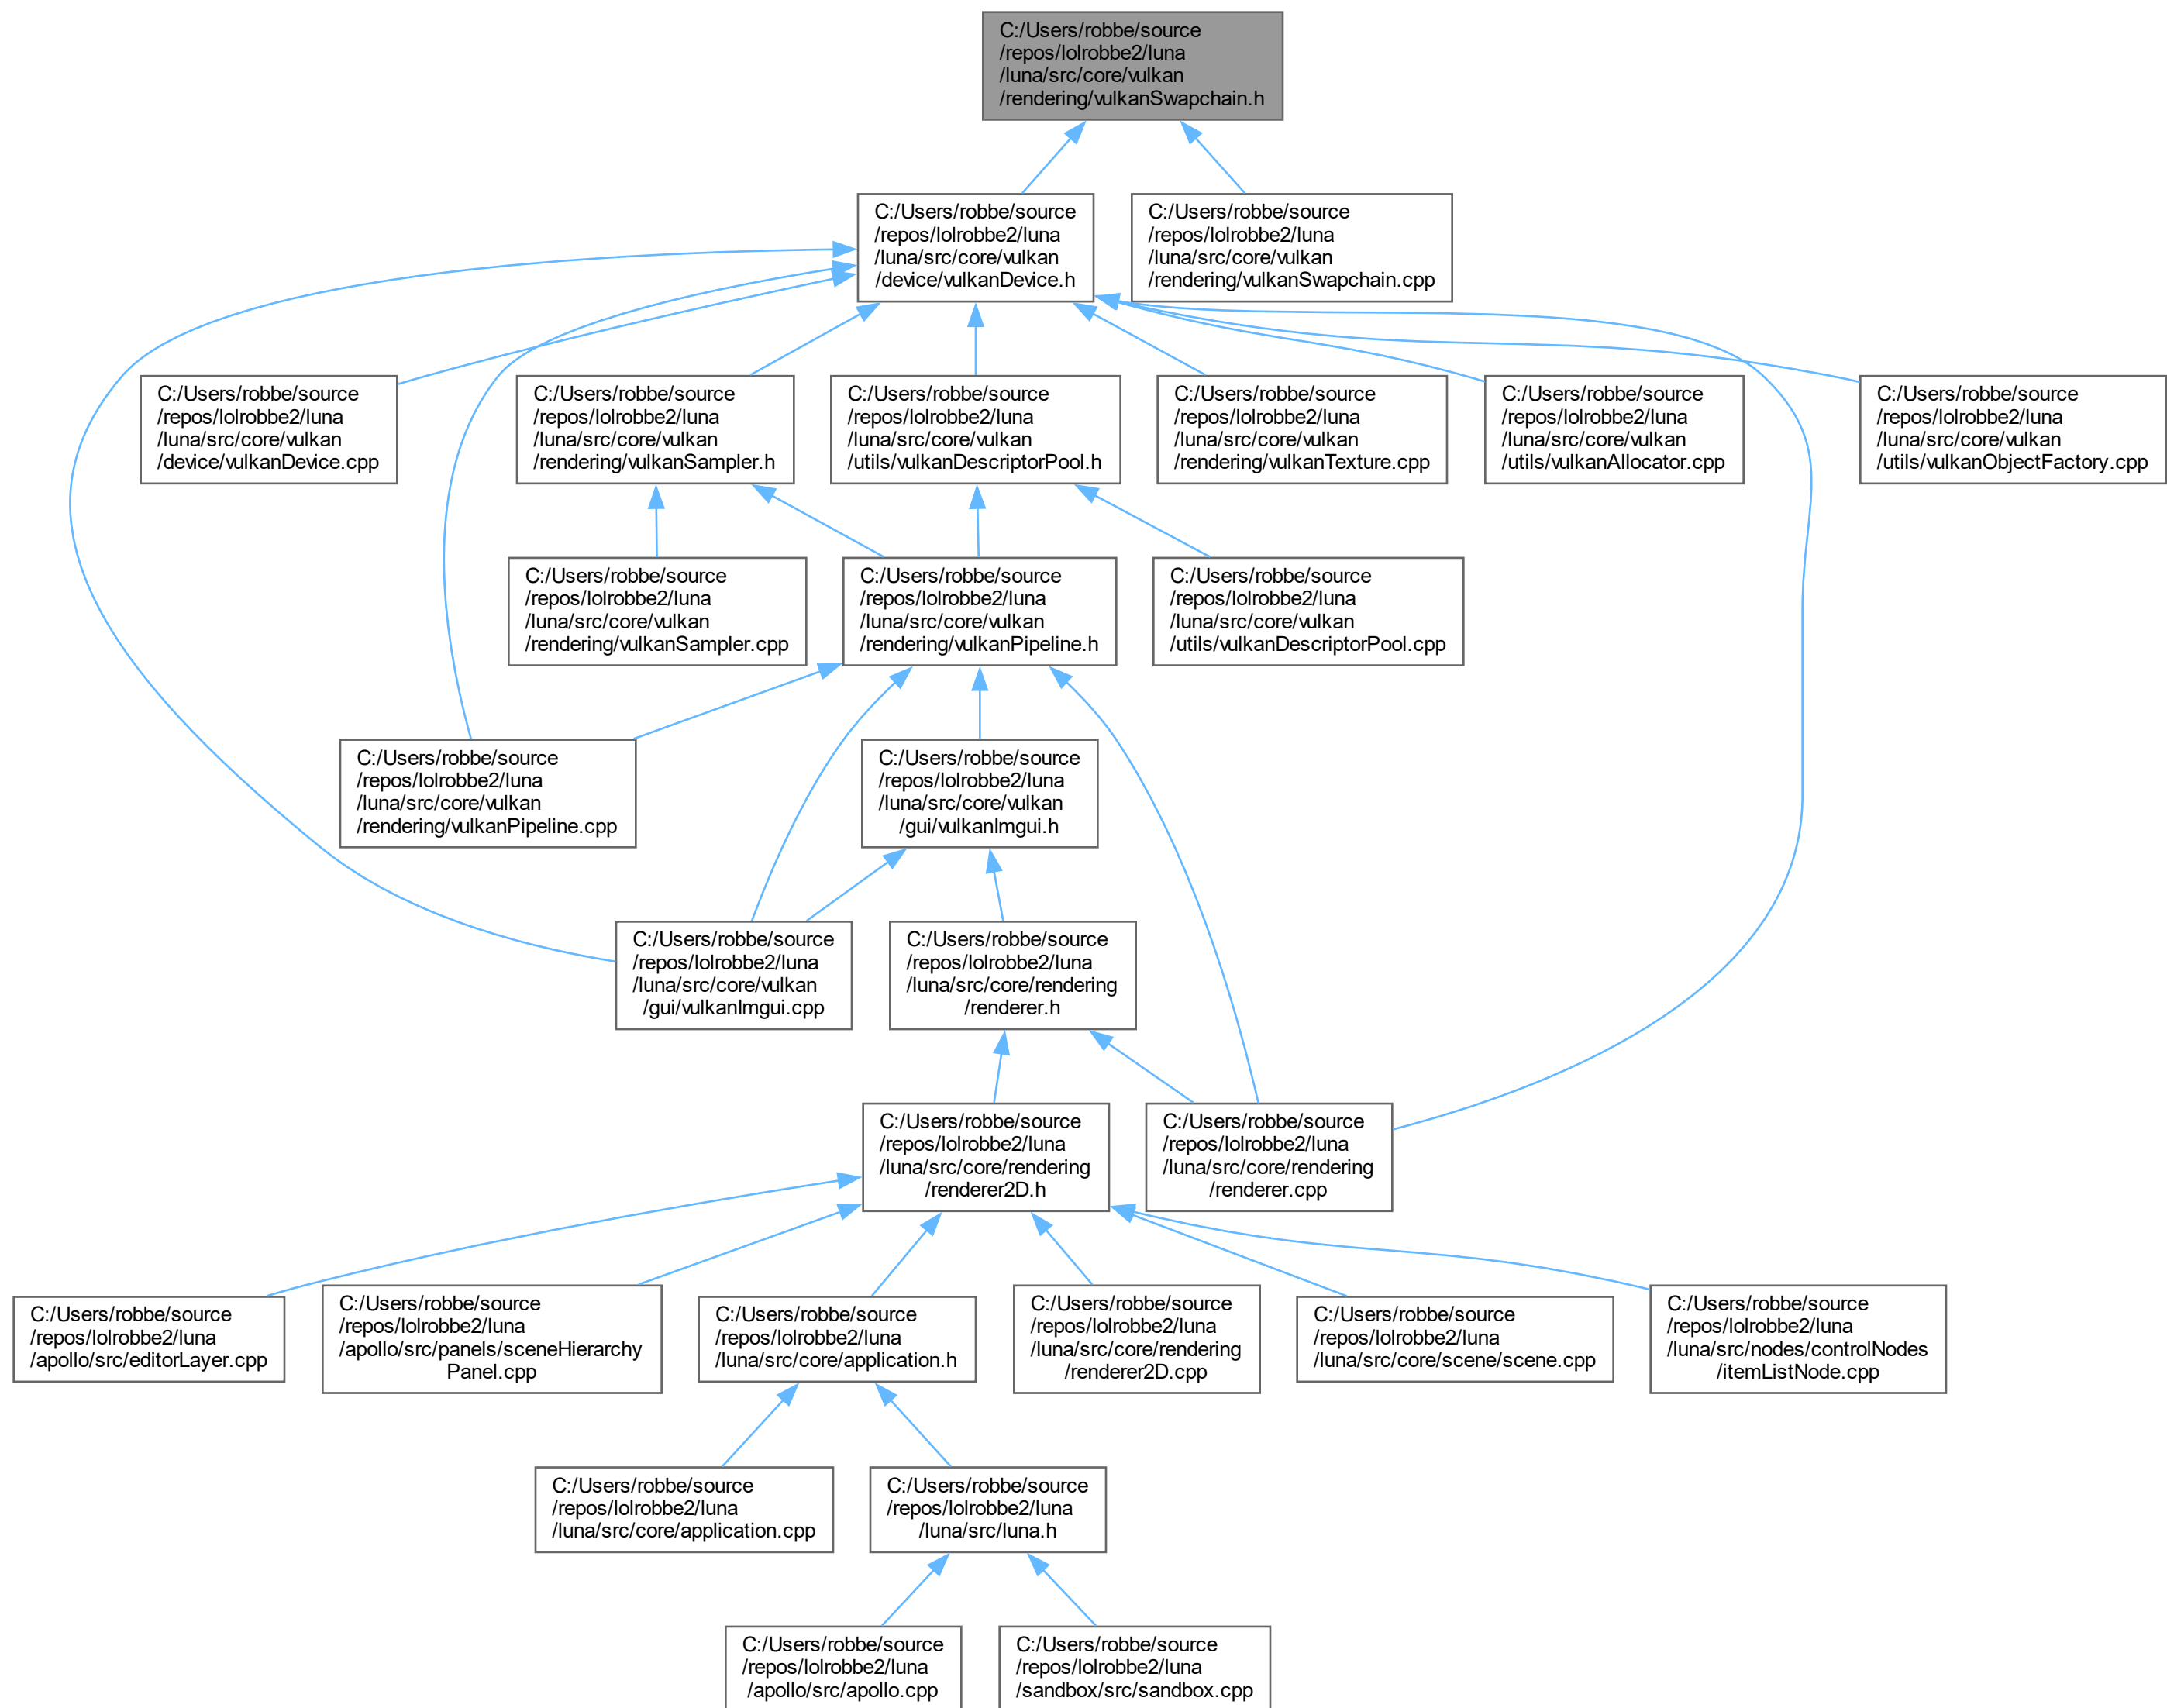 C:/Users/robbe/source
/repos/lolrobbe2/luna
/luna/src/core/vulkan
/rendering/vulkanSwapchain.h
C:/Users/robbe/source
/repos/lolrobbe2/luna
/luna/src/core/vulkan
/device/vulkanDevice.h
C:/Users/robbe/source
/repos/lolrobbe2/luna
/luna/src/core/vulkan
/rendering/vulkanSwapchain.cpp
C:/Users/robbe/source
/repos/lolrobbe2/luna
/luna/src/core/vulkan
/device/vulkanDevice.cpp
C:/Users/robbe/source
/repos/lolrobbe2/luna
/luna/src/core/vulkan
/rendering/vulkanSampler.h
C:/Users/robbe/source
/repos/lolrobbe2/luna
/luna/src/core/vulkan
/utils/vulkanDescriptorPool.h
C:/Users/robbe/source
/repos/lolrobbe2/luna
/luna/src/core/vulkan
/rendering/vulkanTexture.cpp
C:/Users/robbe/source
/repos/lolrobbe2/luna
/luna/src/core/vulkan
/utils/vulkanAllocator.cpp
C:/Users/robbe/source
/repos/lolrobbe2/luna
/luna/src/core/vulkan
/utils/vulkanObjectFactory.cpp
C:/Users/robbe/source
/repos/lolrobbe2/luna
/luna/src/core/vulkan
/rendering/vulkanSampler.cpp
C:/Users/robbe/source
/repos/lolrobbe2/luna
/luna/src/core/vulkan
/rendering/vulkanPipeline.h
C:/Users/robbe/source
/repos/lolrobbe2/luna
/luna/src/core/vulkan
/utils/vulkanDescriptorPool.cpp
C:/Users/robbe/source
/repos/lolrobbe2/luna
/luna/src/core/vulkan
/rendering/vulkanPipeline.cpp
C:/Users/robbe/source
/repos/lolrobbe2/luna
/luna/src/core/vulkan
/gui/vulkanImgui.h
C:/Users/robbe/source
/repos/lolrobbe2/luna
/luna/src/core/vulkan
/gui/vulkanImgui.cpp
C:/Users/robbe/source
/repos/lolrobbe2/luna
/luna/src/core/rendering
/renderer.h
C:/Users/robbe/source
/repos/lolrobbe2/luna
/luna/src/core/rendering
/renderer2D.h
C:/Users/robbe/source
/repos/lolrobbe2/luna
/luna/src/core/rendering
/renderer.cpp
C:/Users/robbe/source
/repos/lolrobbe2/luna
/apollo/src/editorLayer.cpp
C:/Users/robbe/source
/repos/lolrobbe2/luna
/apollo/src/panels/sceneHierarchy
Panel.cpp
C:/Users/robbe/source
/repos/lolrobbe2/luna
/luna/src/core/application.h
C:/Users/robbe/source
/repos/lolrobbe2/luna
/luna/src/core/rendering
/renderer2D.cpp
C:/Users/robbe/source
/repos/lolrobbe2/luna
/luna/src/core/scene/scene.cpp
C:/Users/robbe/source
/repos/lolrobbe2/luna
/luna/src/nodes/controlNodes
/itemListNode.cpp
C:/Users/robbe/source
/repos/lolrobbe2/luna
/luna/src/core/application.cpp
C:/Users/robbe/source
/repos/lolrobbe2/luna
/luna/src/luna.h
C:/Users/robbe/source
/repos/lolrobbe2/luna
/apollo/src/apollo.cpp
C:/Users/robbe/source
/repos/lolrobbe2/luna
/sandbox/src/sandbox.cpp